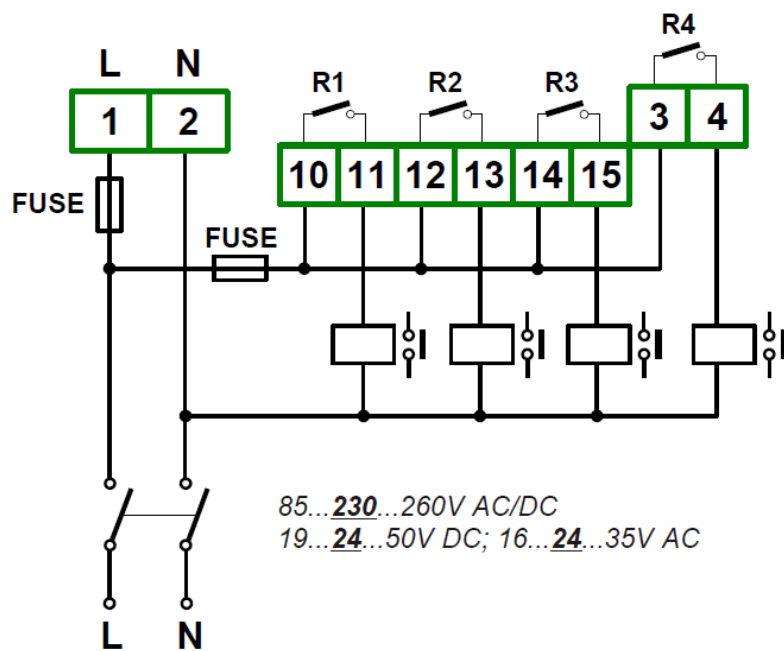 L N
R4
R1 R2 R3
1 2
3 4
10 11 12 13 14 15
FUSE
FUSE
85...230...260V AC/DC
19...24...50V DC; 16...24...35V AC
L N